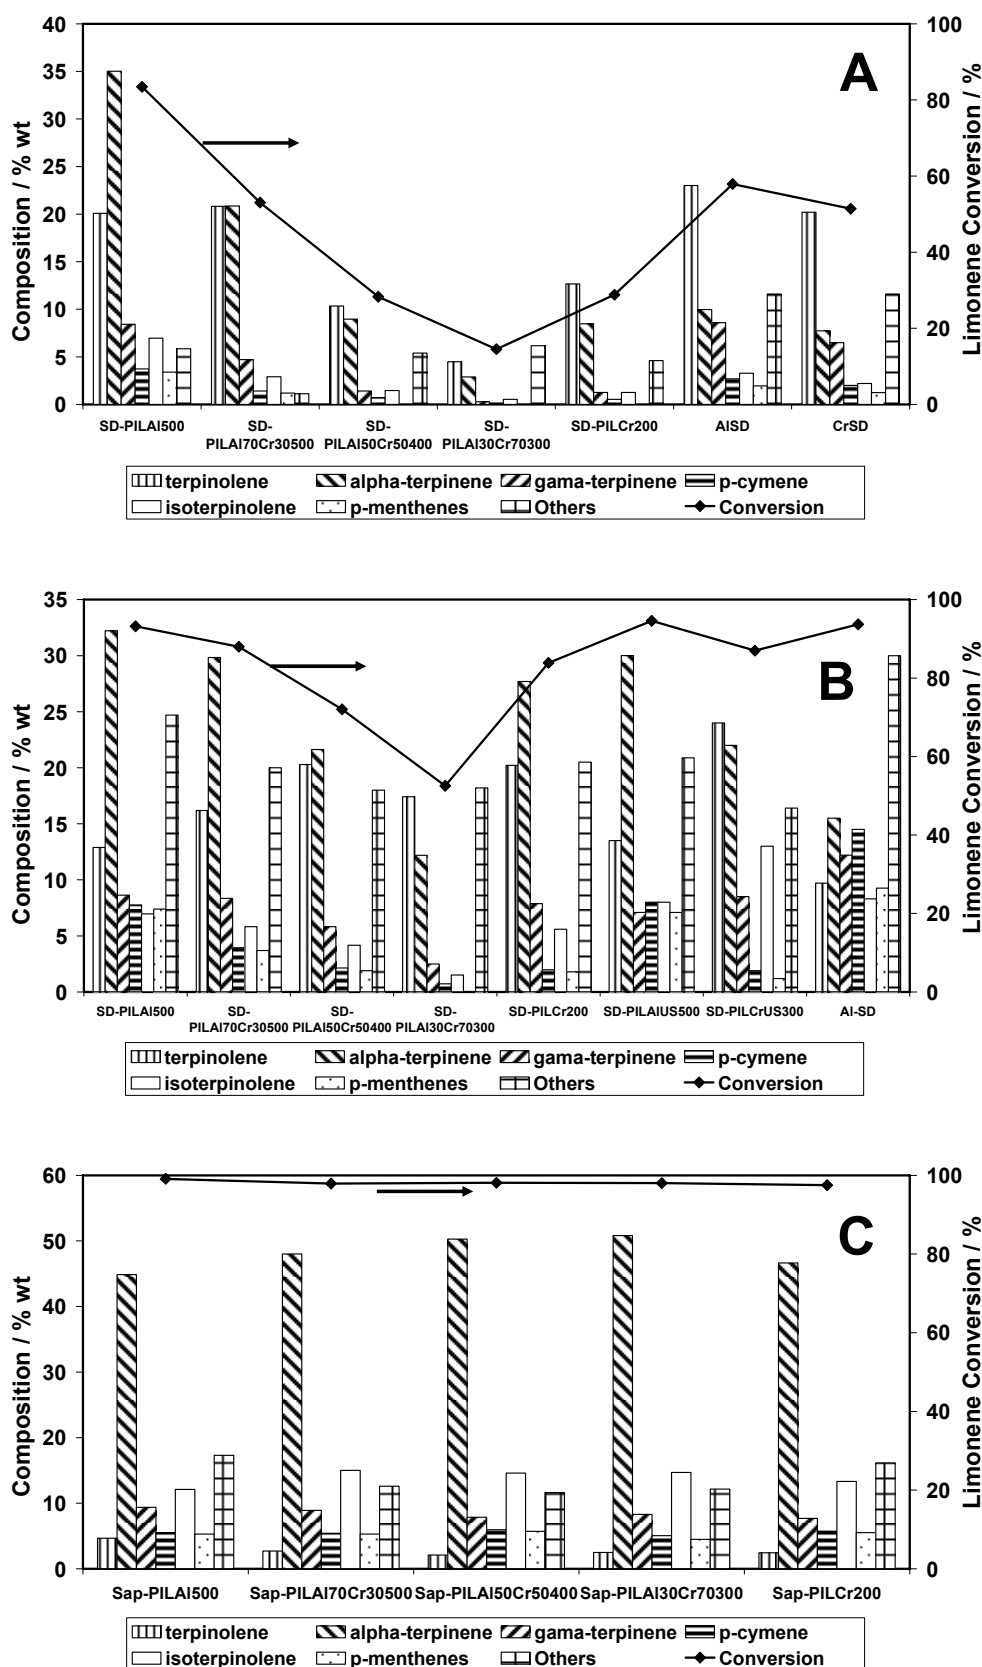 40
35
30
25
20
15
10
5
0
Composition / % wt
100
80
60
40
20
0
Limonene Conversion / %
A
SD-PILAl500
SD-
PILAl70Cr30500
SD-
PILAl50Cr50400
SD-
PILAl30Cr70300
SD-PILCr200
AlSD
CrSD
terpinolene alpha-terpinene gama-terpinene p-cymene
isoterpinolene p-menthenes Others Conversion
35
30
25
20
15
10
5
0
Composition / % wt
100
80
60
40
20
0
Limonene Conversion / %
B
SD-PILAl500
SD-
PILAl70Cr30500
SD-
PILAl50Cr50400
SD-
PILAl30Cr70300
SD-PILCr200
SD-PILAlUS500
SD-PILCrUS300
Al-SD
terpinolene alpha-terpinene gama-terpinene p-cymene
isoterpinolene p-menthenes Others Conversion
60
50
40
30
20
10
0
Composition / % wt
100
80
60
40
20
0
Limonene Conversion / %
C
Sap-PILAl500 Sap-PILAl70Cr30500 Sap-PILAl50Cr50400 Sap-PILAl30Cr70300 Sap-PILCr200
terpinolene alpha-terpinene gama-terpinene p-cymene
isoterpinolene p-menthenes Others Conversion